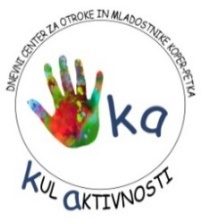 DNEVNI CENTER ZA OTROKE IN MLADOSTNIKE KOPER-PETKA
ka
kUL aKTIVNOSTI